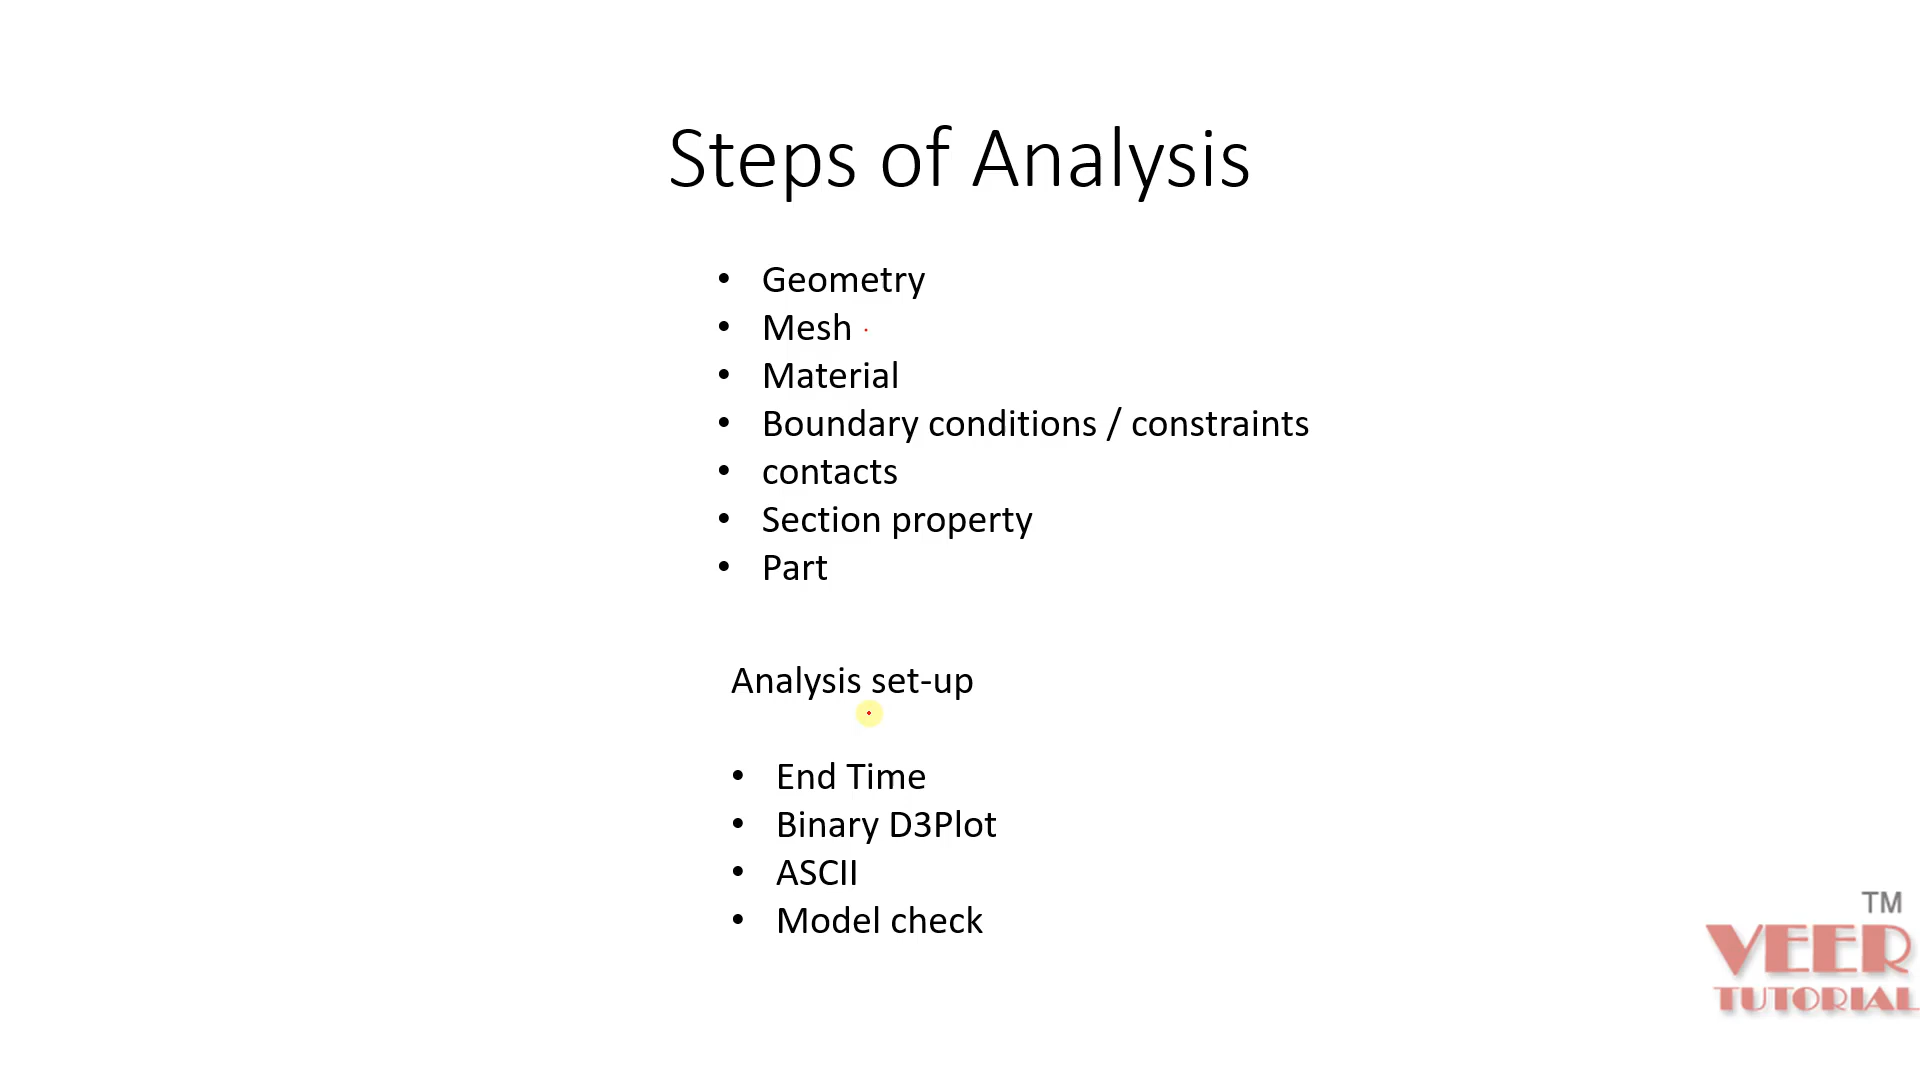 Steps of Analysis
• Geometry
• Mesh
• Material
• Boundary conditions / constraints
• contacts
• Section property
• Part
Analysis set-up
• End Time
• Binary D3Plot
• ASCII
• Model check
TM
VEER
TUTORIAL